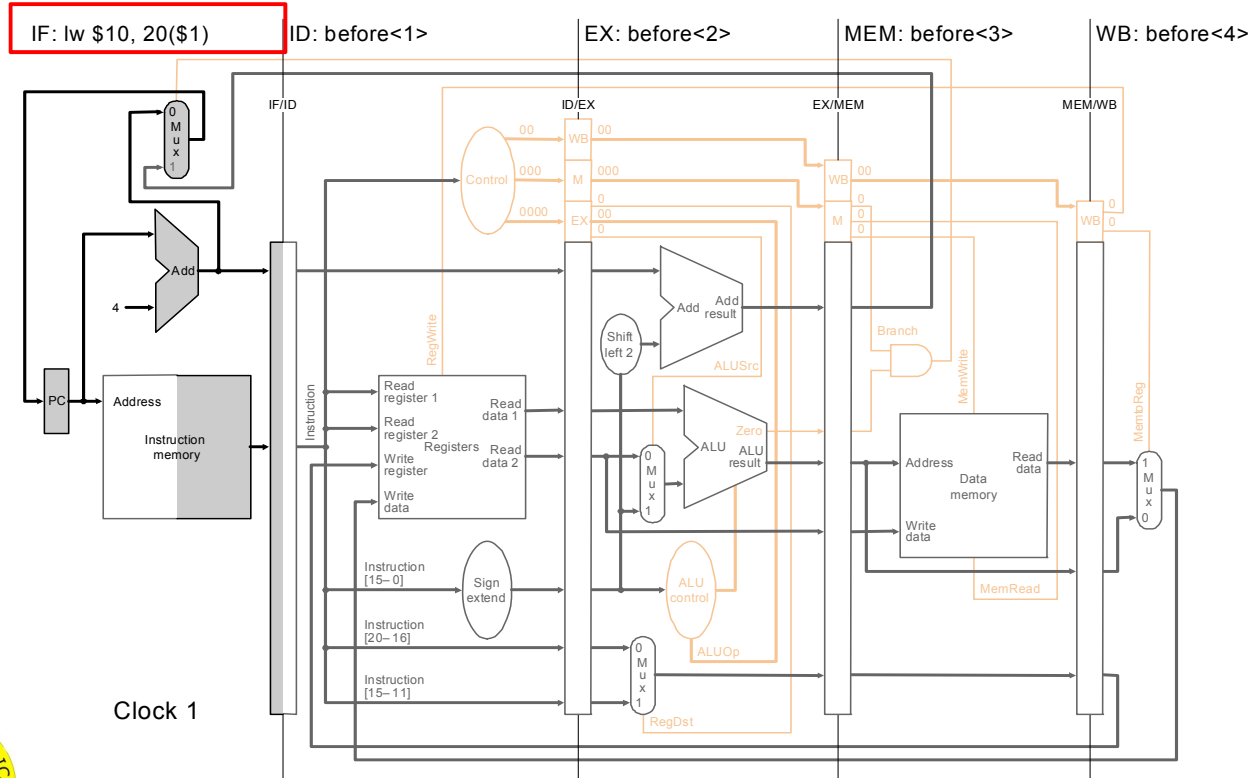 IF: lw $10, 20($1)
ID: before<1>
EX: before<2>
MEM: before<3>
WB: before<4>
IF/ID
ID/EX
EX/MEM
MEM/WB
0
M
u
x
1
Add
4
PC
Address
Instruction
memory
Instruction
RegWrite
Control
00
000
0000
WB
M
EX
00
000
0
00
0
Read
register 1
Read
register 2
Write
register
Write
data
Registers
Read
data 1
Read
data 2
Instruction
[15–0]
Sign
extend
Instruction
[20–16]
Instruction
[15–11]
Shift
left 2
Add
Add
result
ALUSrc
0
M
u
x
1
ALU
Zero
ALU
result
ALU
control
ALUOp
0
M
u
x
1
RegDst
WB
M
00
0
0
0
Branch
MemWrite
Address
Read
data
Data
memory
Write
data
MemRead
WB
0
0
MemtoReg
1
M
u
x
0
Clock 1